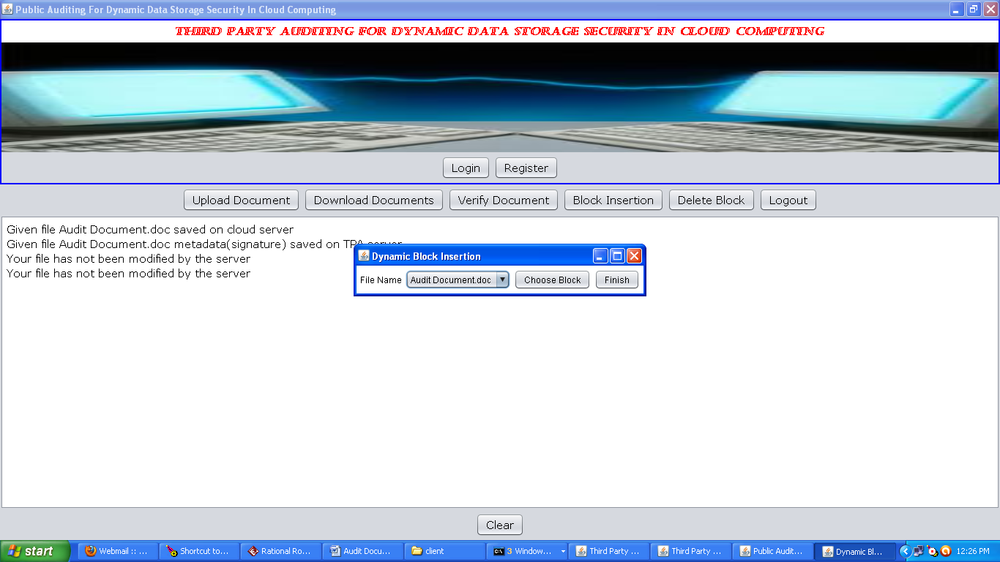 Public Auditing For Dynamic Data Storage Security In Cloud Computing
THIRD PARTY AUDITING FOR DYNAMIC DATA STORAGE SECURITY IN CLOUD COMPUTING
Login Register
Upload Document Download Documents Verify Document Block Insertion Delete Block Logout
Given file Audit Document.doc saved on cloud server
Given file Audit Document.doc metadata(signature) saved on TPA server
Your file has not been modified by the server
Your file has not been modified by the server
Dynamic Block Insertion
File Name Audit Document.doc Choose Block Finish
Clear
start Webmail :: ... Shortcut to... Rational Ro... Audit Docu... client 3 Window... Third Party ... Third Party ... Public Audit... Dynamic Bl... 12:26 PM